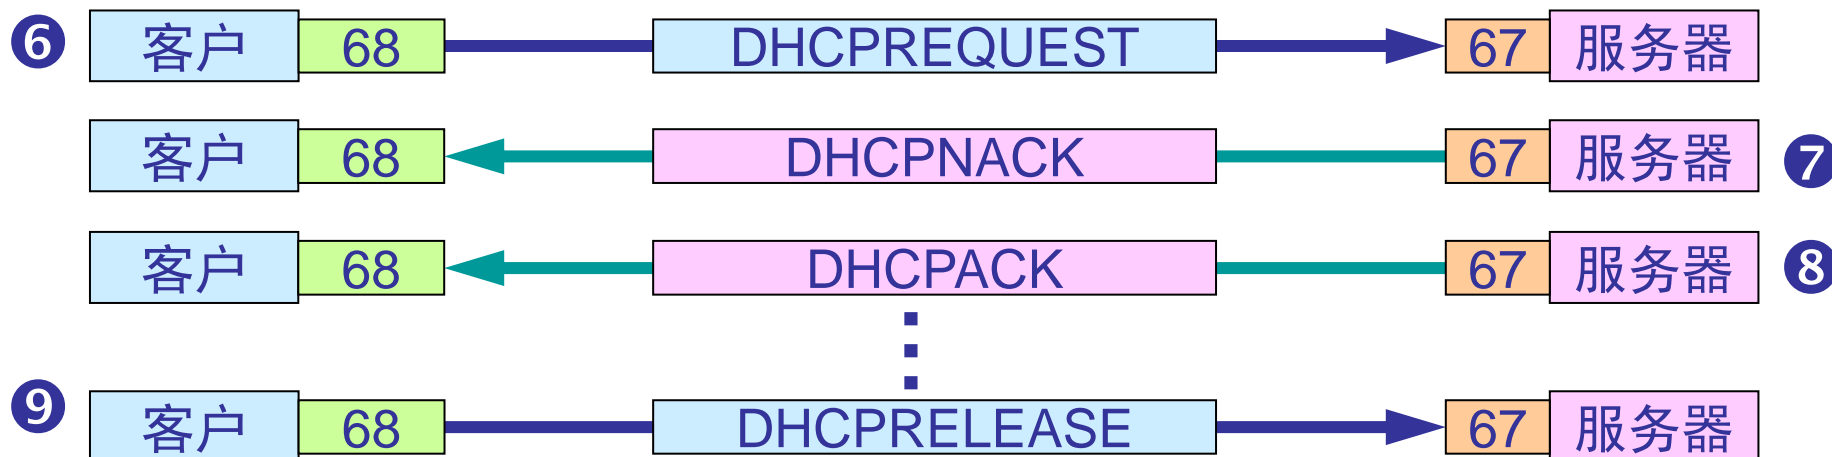 ❻ 客户 68 DHCPREQUEST 67 服务器
客户 68 DHCPNACK 67 服务器 ❼
客户 68 DHCPACK 67 服务器 ❽
❾ 客户 68 DHCPRELEASE 67 服务器